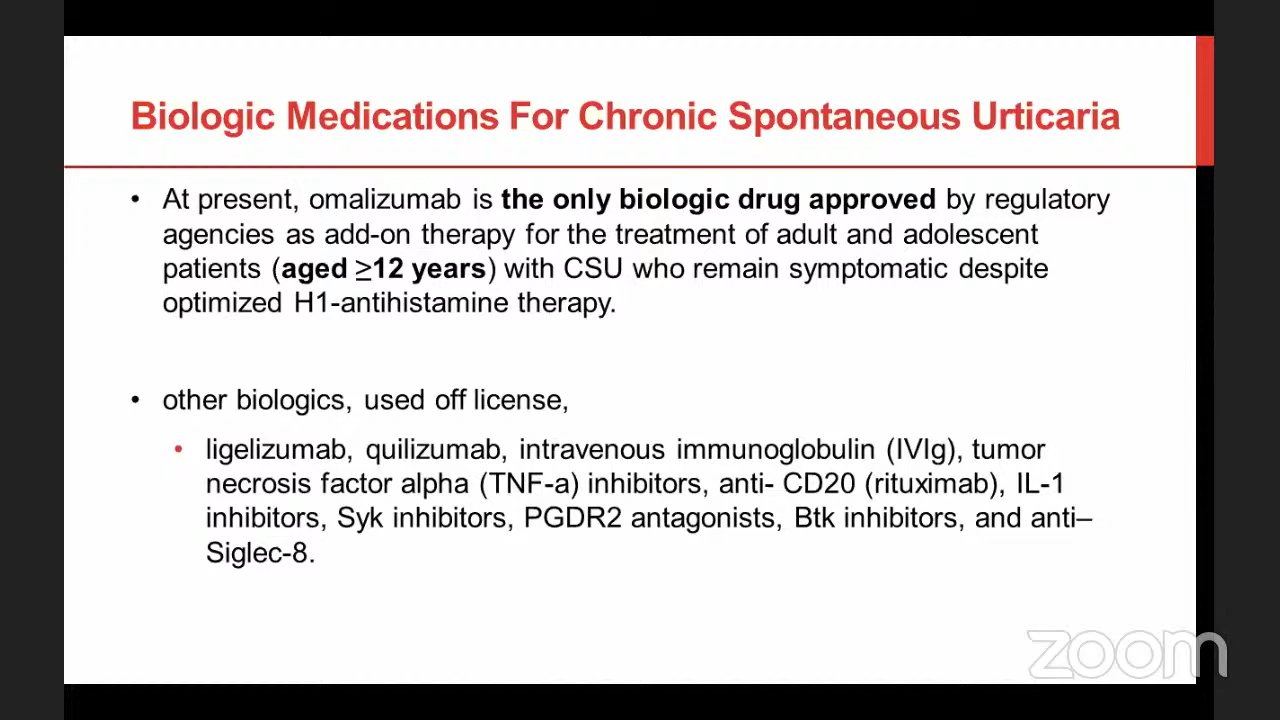 Biologic Medications For Chronic Spontaneous Urticaria
• At present, omalizumab is the only biologic drug approved by regulatory
agencies as add-on therapy for the treatment of adult and adolescent
patients (aged ≥12 years) with CSU who remain symptomatic despite
optimized H1-antihistamine therapy.
• other biologics, used off license,
• ligelizumab, quilizumab, intravenous immunoglobulin (IVIg), tumor
necrosis factor alpha (TNF-a) inhibitors, anti- CD20 (rituximab), IL-1
inhibitors, Syk inhibitors, PGDR2 antagonists, Btk inhibitors, and anti–
Siglec-8.
zoom